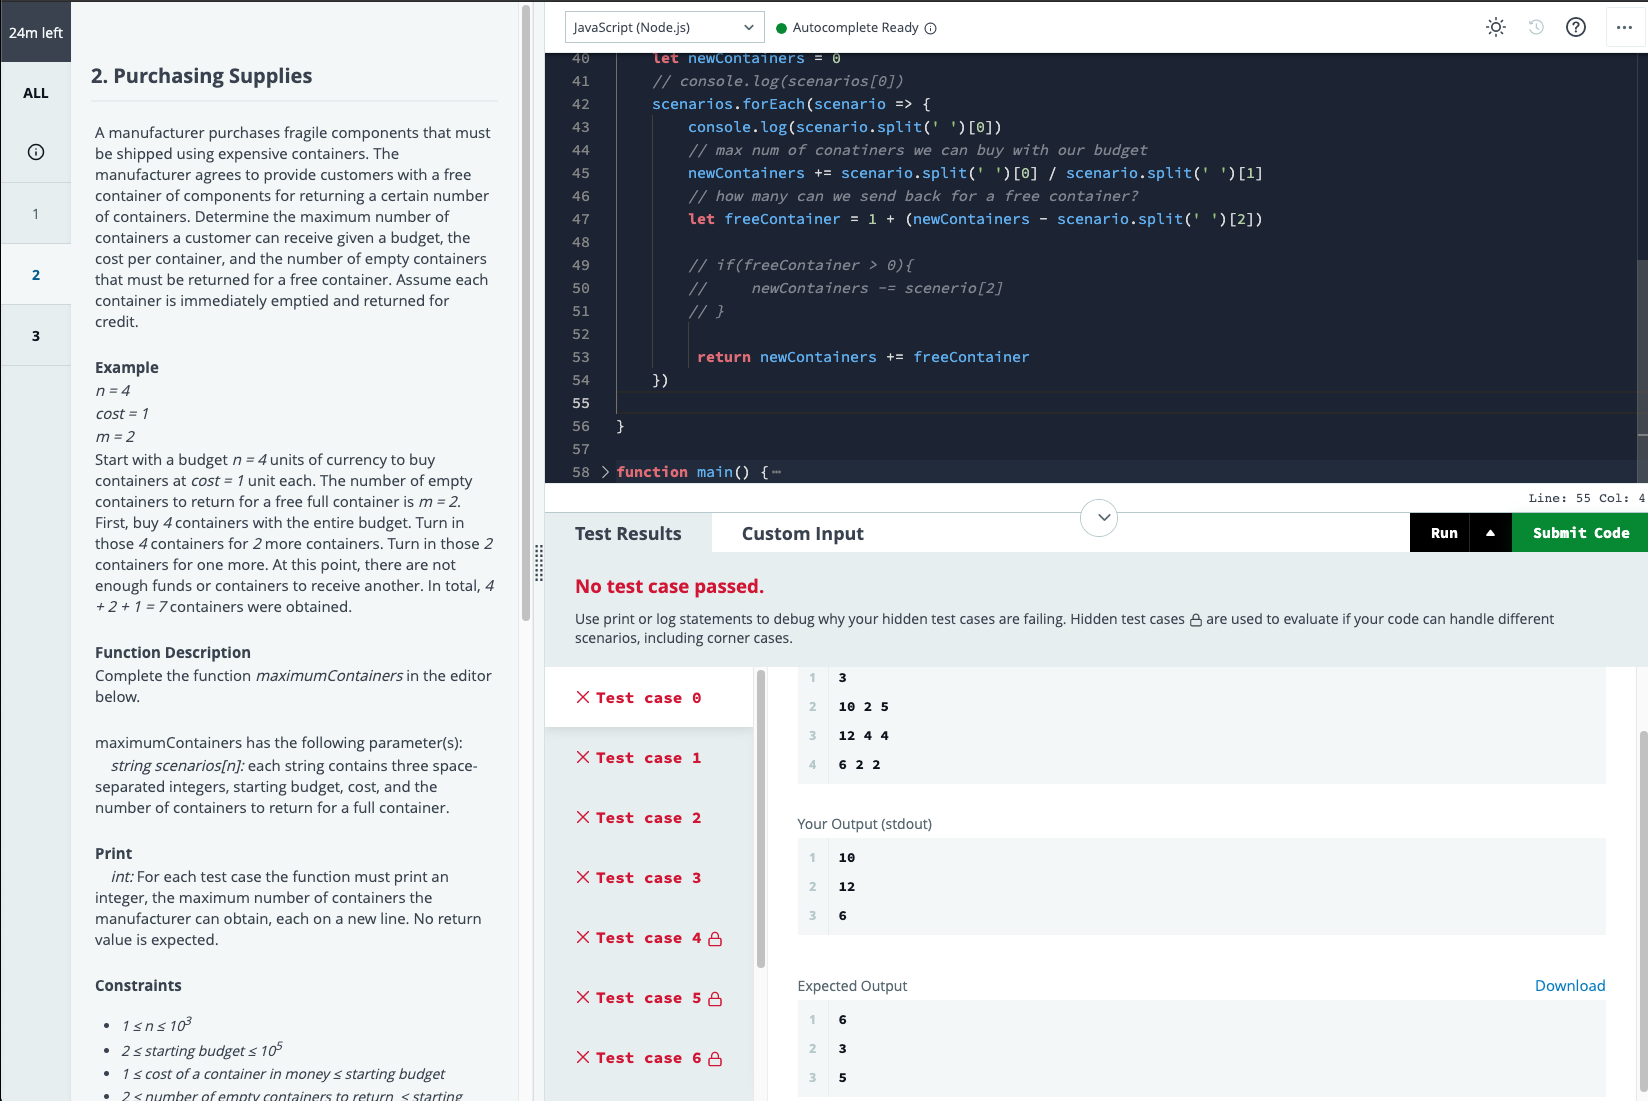 24m left
ALL
1
2
3
2. Purchasing Supplies
A manufacturer purchases fragile components that must
be shipped using expensive containers. The
manufacturer agrees to provide customers with a free
container of components for returning a certain number
of containers. Determine the maximum number of
containers a customer can receive given a budget, the
cost per container, and the number of empty containers
that must be returned for a free container. Assume each
container is immediately emptied and returned for
credit.
Example
n = 4
cost = 1
m = 2
Start with a budget n = 4 units of currency to buy
containers at cost = 1 unit each. The number of empty
containers to return for a free full container is m = 2.
First, buy 4 containers with the entire budget. Turn in
those 4 containers for 2 more containers. Turn in those 2
containers for one more. At this point, there are not
enough funds or containers to receive another. In total, 4
+ 2 + 1 = 7 containers were obtained.
Function Description
Complete the function maximumContainers in the editor
below.
maximumContainers has the following parameter(s):
string scenarios[n]: each string contains three space-
separated integers, starting budget, cost, and the
number of containers to return for a full container.
Print
int: For each test case the function must print an
integer, the maximum number of containers the
manufacturer can obtain, each on a new line. No return
value is expected.
Constraints
• 1 ≤ n ≤ 10³
• 2 ≤ starting budget ≤ 10⁵
• 1 ≤ cost of a container in money ≤ starting budget
• 2 ≤ number of empty containers to return ≤ starting
JavaScript (Node.js)
Autocomplete Ready
40 let newContainers = 0
41 // console.log(scenarios[0])
42 scenarios.forEach(scenario => {
43 console.log(scenario.split(' ')[0])
44 // max num of conatiners we can buy with our budget
45 newContainers += scenario.split(' ')[0] / scenario.split(' ')[1]
46 // how many can we send back for a free container?
47 let freeContainer = 1 + (newContainers - scenario.split(' ')[2])
48
49 // if(freeContainer > 0){
50 // newContainers -= scenerio[2]
51 // }
52
53 return newContainers += freeContainer
54 })
55
56 }
57
58 function main() {
Line: 55 Col: 4
Test Results
Custom Input
Run
Submit Code
No test case passed.
Use print or log statements to debug why your hidden test cases are failing. Hidden test cases are used to evaluate if your code can handle different
scenarios, including corner cases.
Test case 0
Test case 1
Test case 2
Test case 3
Test case 4
Test case 5
Test case 6
1 3
2 10 2 5
3 12 4 4
4 6 2 2
Your Output (stdout)
1 10
2 12
3 6
Expected Output
Download
1 6
2 3
3 5